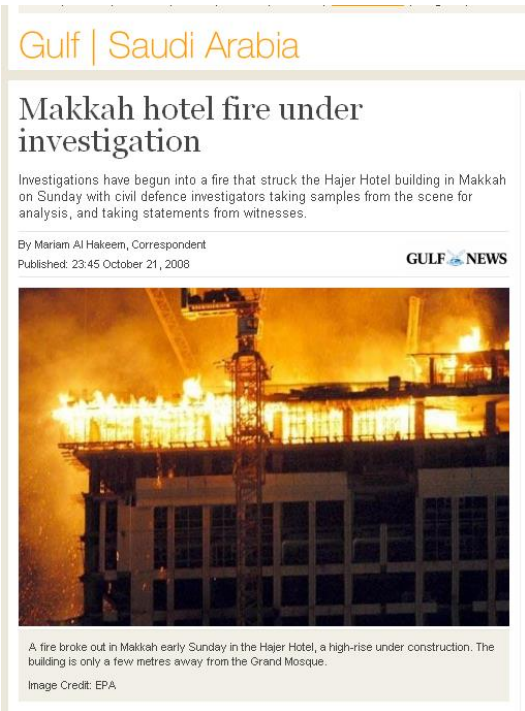 Gulf | Saudi Arabia
Makkah hotel fire under
investigation
Investigations have begun into a fire that struck the Hajer Hotel building in Makkah
on Sunday with civil defence investigators taking samples from the scene for
analysis, and taking statements from witnesses.
By Mariam Al Hakeem, Correspondent
Published: 23:45 October 21, 2008
GULF NEWS
A fire broke out in Makkah early Sunday in the Hajer Hotel, a high-rise under construction. The
building is only a few metres away from the Grand Mosque.
Image Credit: EPA